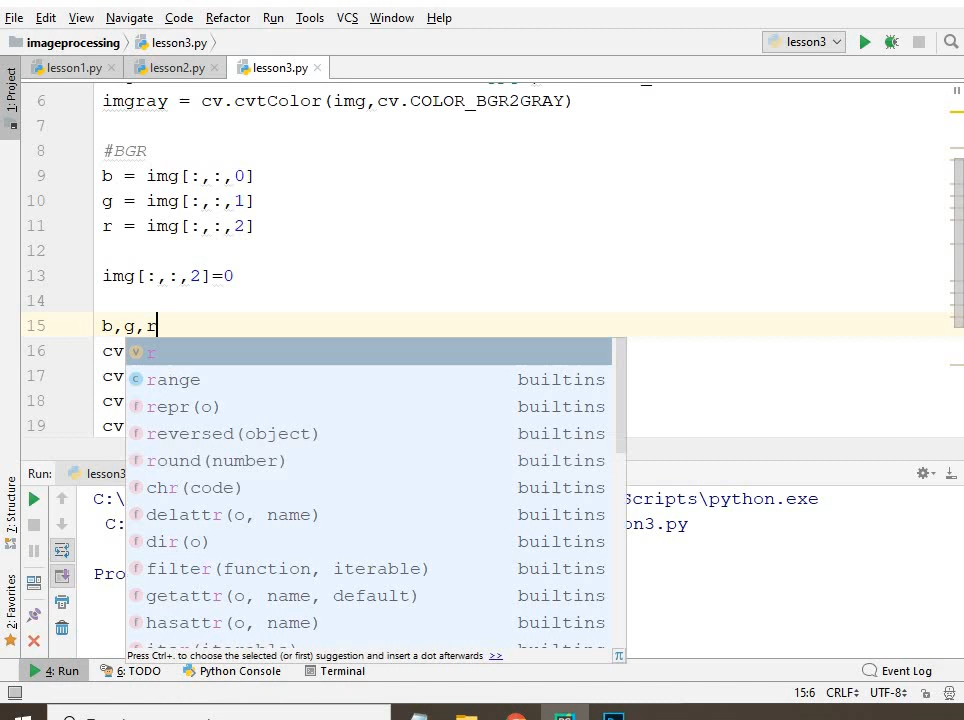 File Edit View Navigate Code Refactor Run Tools VCS Window Help
imageprocessing lesson3.py lesson3
1: Project lesson1.py lesson2.py lesson3.py
6 imgray = cv.cvtColor(img,cv.COLOR_BGR2GRAY)
7
8 #BGR
9 b = img[:,:,0]
10 g = img[:,:,1]
11 r = img[:,:,2]
12
13 img[:,:,2]=0
14
15 b,g,r
16 cv r
17 cv range builtins
18 cv repr(o) builtins
19 cv reversed(object) builtins
round(number) builtins
Run: lesson3
chr(code) builtins
C:\ Scripts\python.exe
delattr(o, name) builtins
C: on3.py
dir(o) builtins
Pro filter(function, iterable) builtins
getattr(o, name, default) builtins
hasattr(o, name) builtins
Press Ctrl+. to choose the selected (or first) suggestion and insert a dot afterwards >> π
7: Structure
2: Favorites
4: Run 6: TODO Python Console Terminal Event Log
15:6 CRLF UTF-8